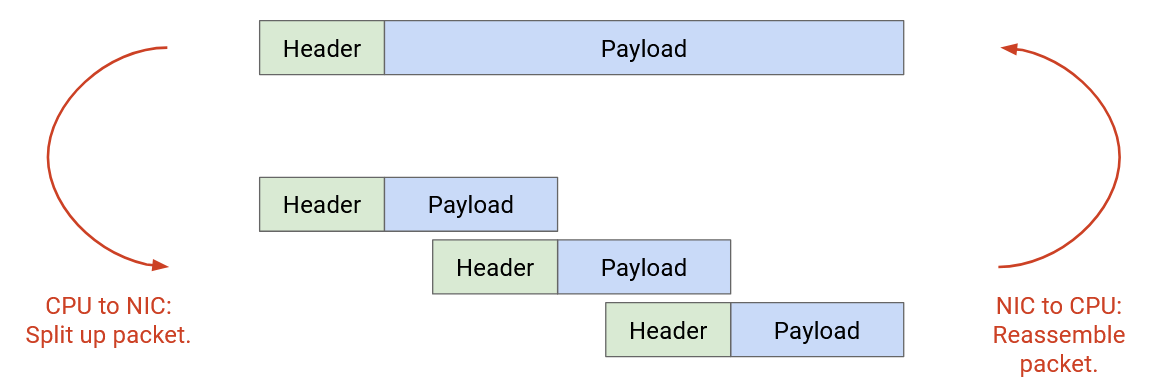 Header
Payload
Header
Payload
Header
Payload
Header
Payload
CPU to NIC:
Split up packet.
NIC to CPU:
Reassemble
packet.